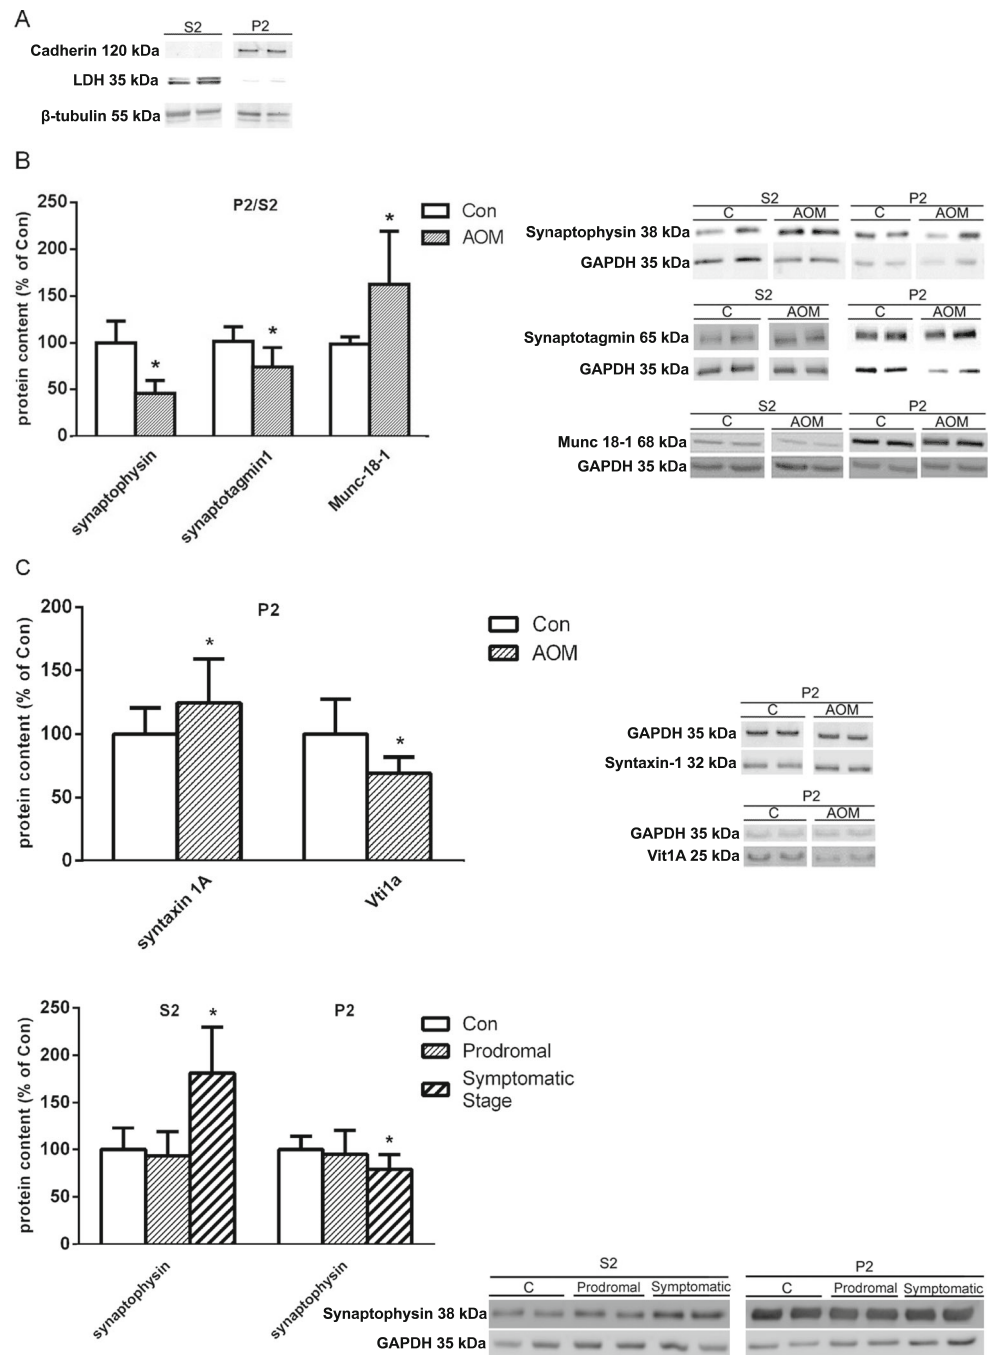 A
S2 P2
Cadherin 120 kDa
LDH 35 kDa
β-tubulin 55 kDa
B
protein content (% of Con)
250
200
150
100
50
0
P2/S2
* * *
Con
AOM
synaptophysin
synaptotagmin1
Munc-18-1
S2 P2
C AOM C AOM
Synaptophysin 38 kDa
GAPDH 35 kDa
S2 P2
C AOM C AOM
Synaptotagmin 65 kDa
GAPDH 35 kDa
S2 P2
C AOM C AOM
Munc 18-1 68 kDa
GAPDH 35 kDa
C
protein content (% of Con)
200
150
100
50
0
P2
* *
Con
AOM
syntaxin 1A
Vti1a
P2
C AOM
GAPDH 35 kDa
Syntaxin-1 32 kDa
P2
C AOM
GAPDH 35 kDa
Vit1A 25 kDa
protein content (% of Con)
250
200
150
100
50
0
S2 P2
* *
Con
Prodromal
Symptomatic
Stage
synaptophysin
synaptophysin
S2 P2
C Prodromal Symptomatic C Prodromal Symptomatic
Synaptophysin 38 kDa
GAPDH 35 kDa